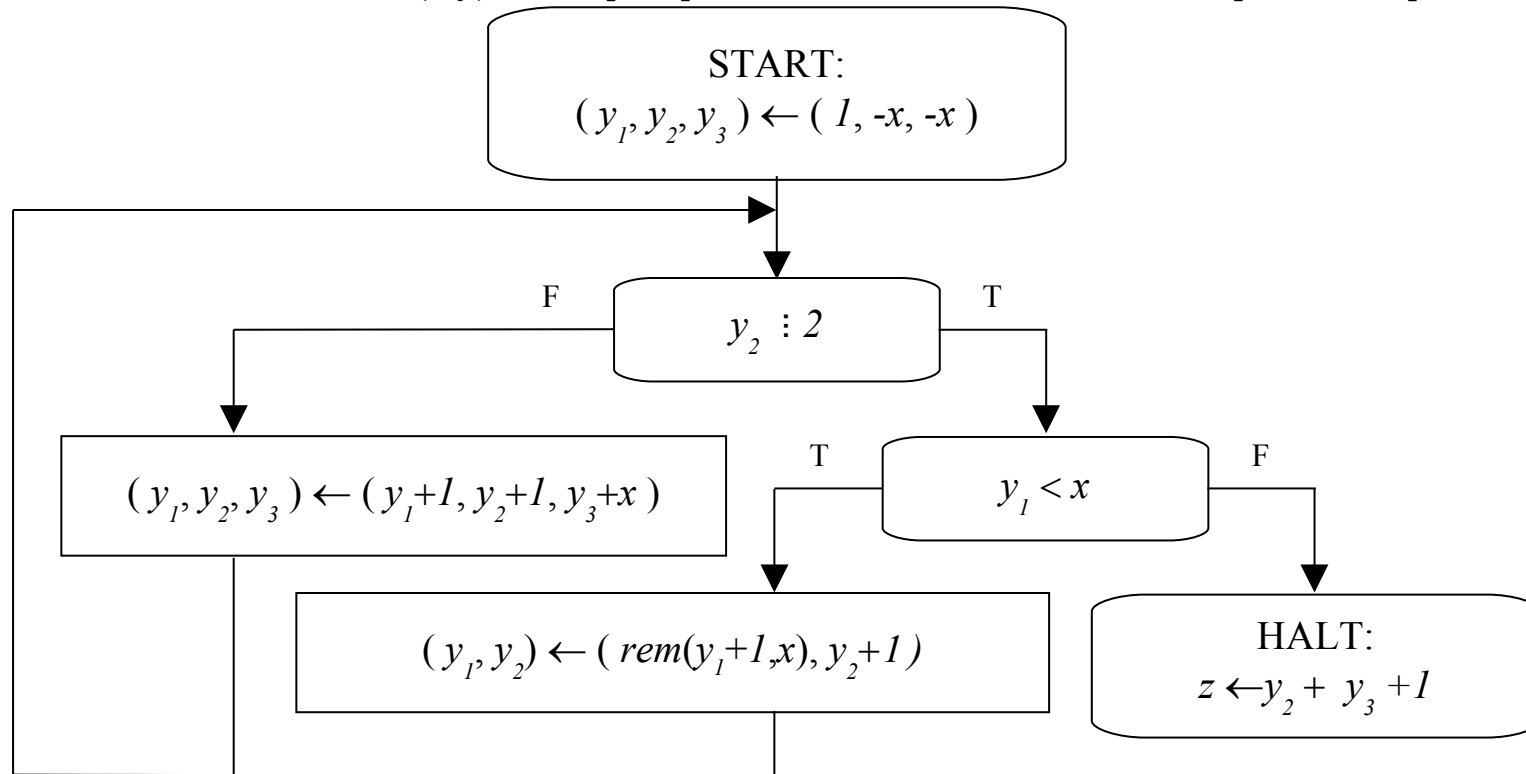 START:
( y₁, y₂, y₃ ) ← ( 1, -x, -x )
F
T
y₂ ⋮ 2
( y₁, y₂, y₃ ) ← ( y₁+1, y₂+1, y₃+x )
T
F
y₁ < x
( y₁, y₂) ← ( rem(y₁+1,x), y₂+1 )
HALT:
z ←y₂ + y₃ +1